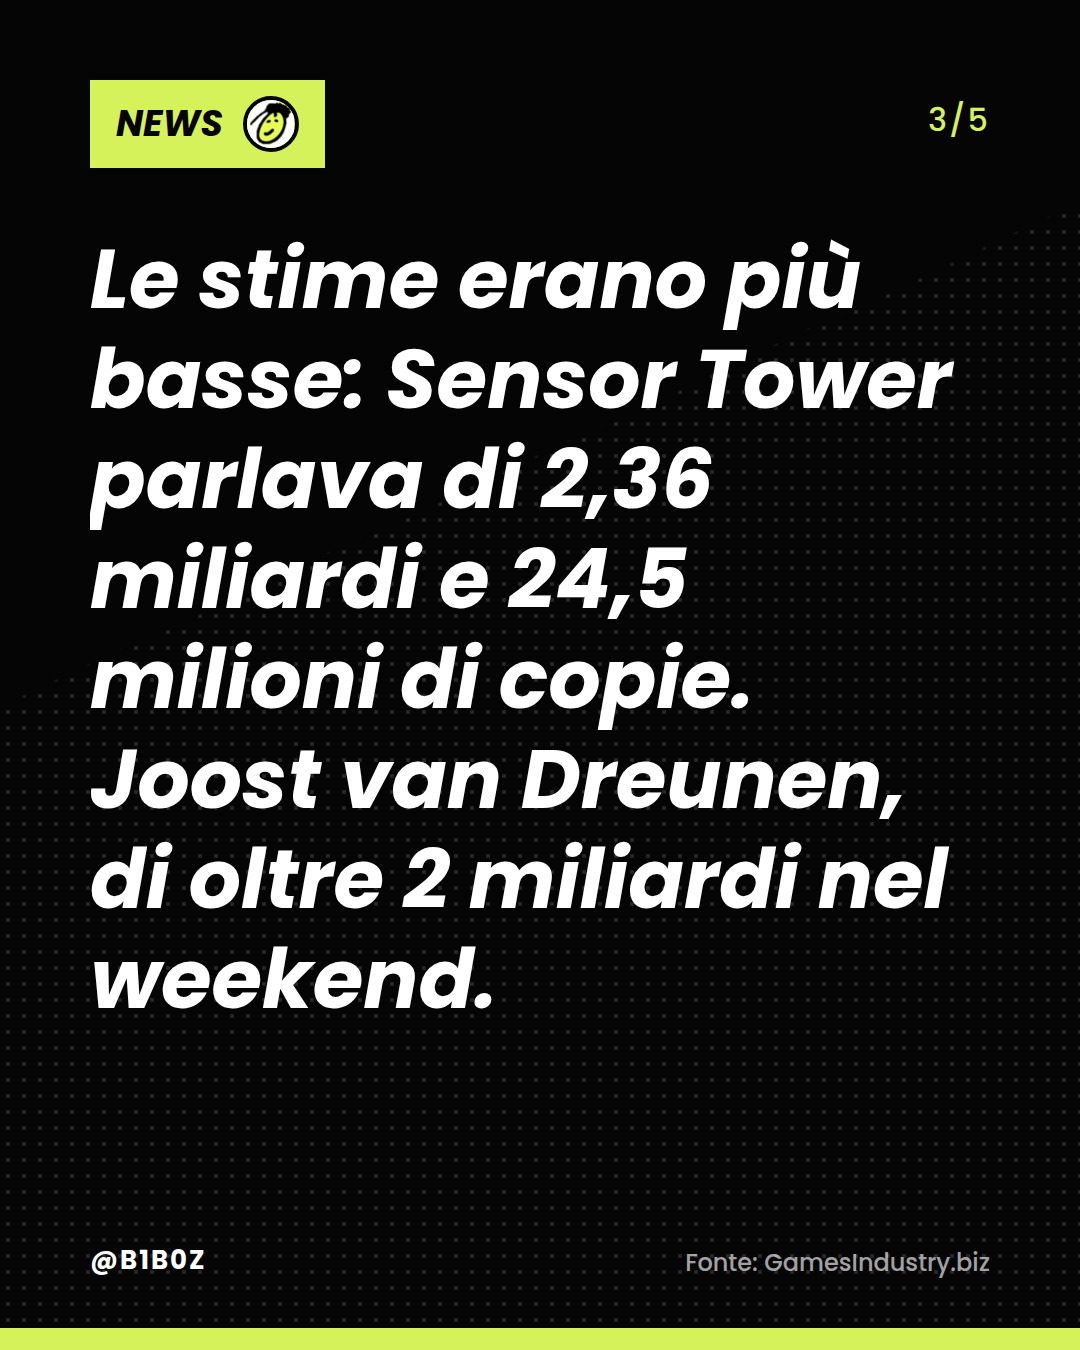 NEWS
3/5
Le stime erano più
basse: Sensor Tower
parlava di 2,36
miliardi e 24,5
milioni di copie.
Joost van Dreunen,
di oltre 2 miliardi nel
weekend.
@B1B0Z
Fonte: GamesIndustry.biz